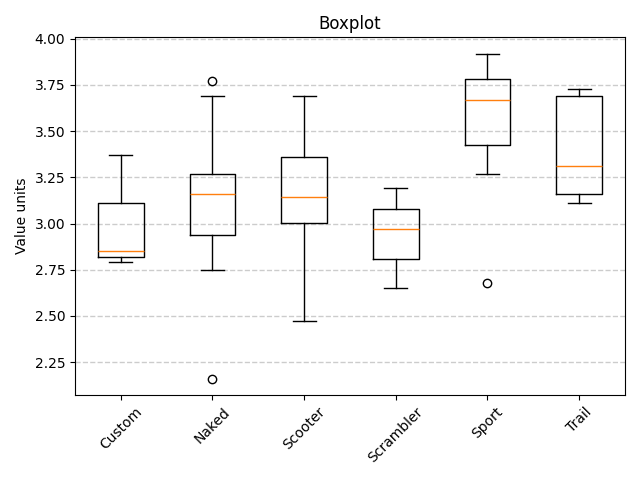 Boxplot
4.00
3.75
3.50
3.25
3.00
2.75
2.50
2.25
Value units
Custom
Naked
Scooter
Scrambler
Sport
Trail